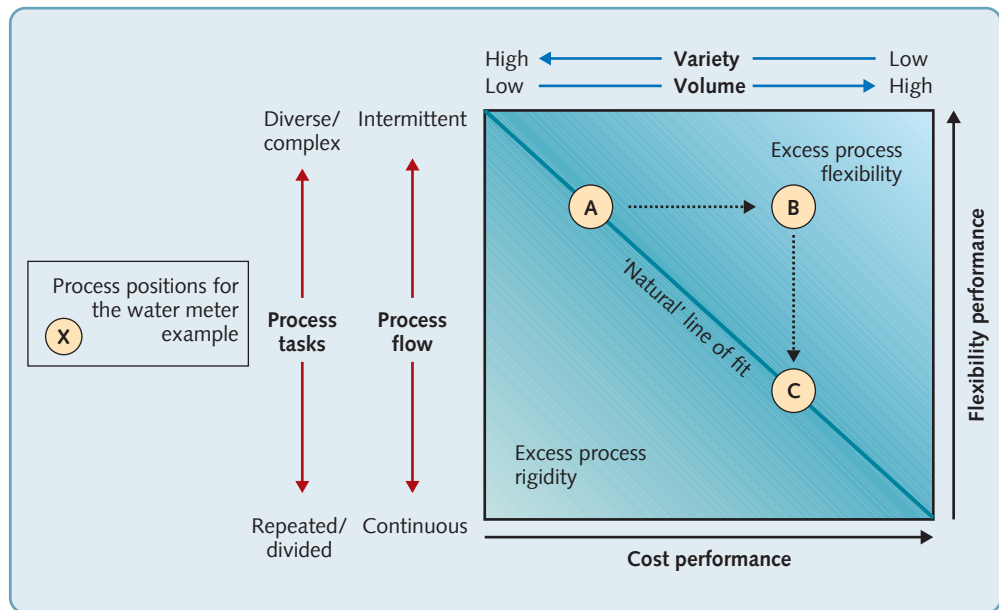 High Variety Low
Low Volume High
Diverse/
complex
Intermittent
Excess process
flexibility
A
B
Process positions for
the water meter
example
X
Process
tasks
Process
flow
'Natural' line of fit
C
Flexibility performance
Excess process
rigidity
Repeated/
divided
Continuous
Cost performance